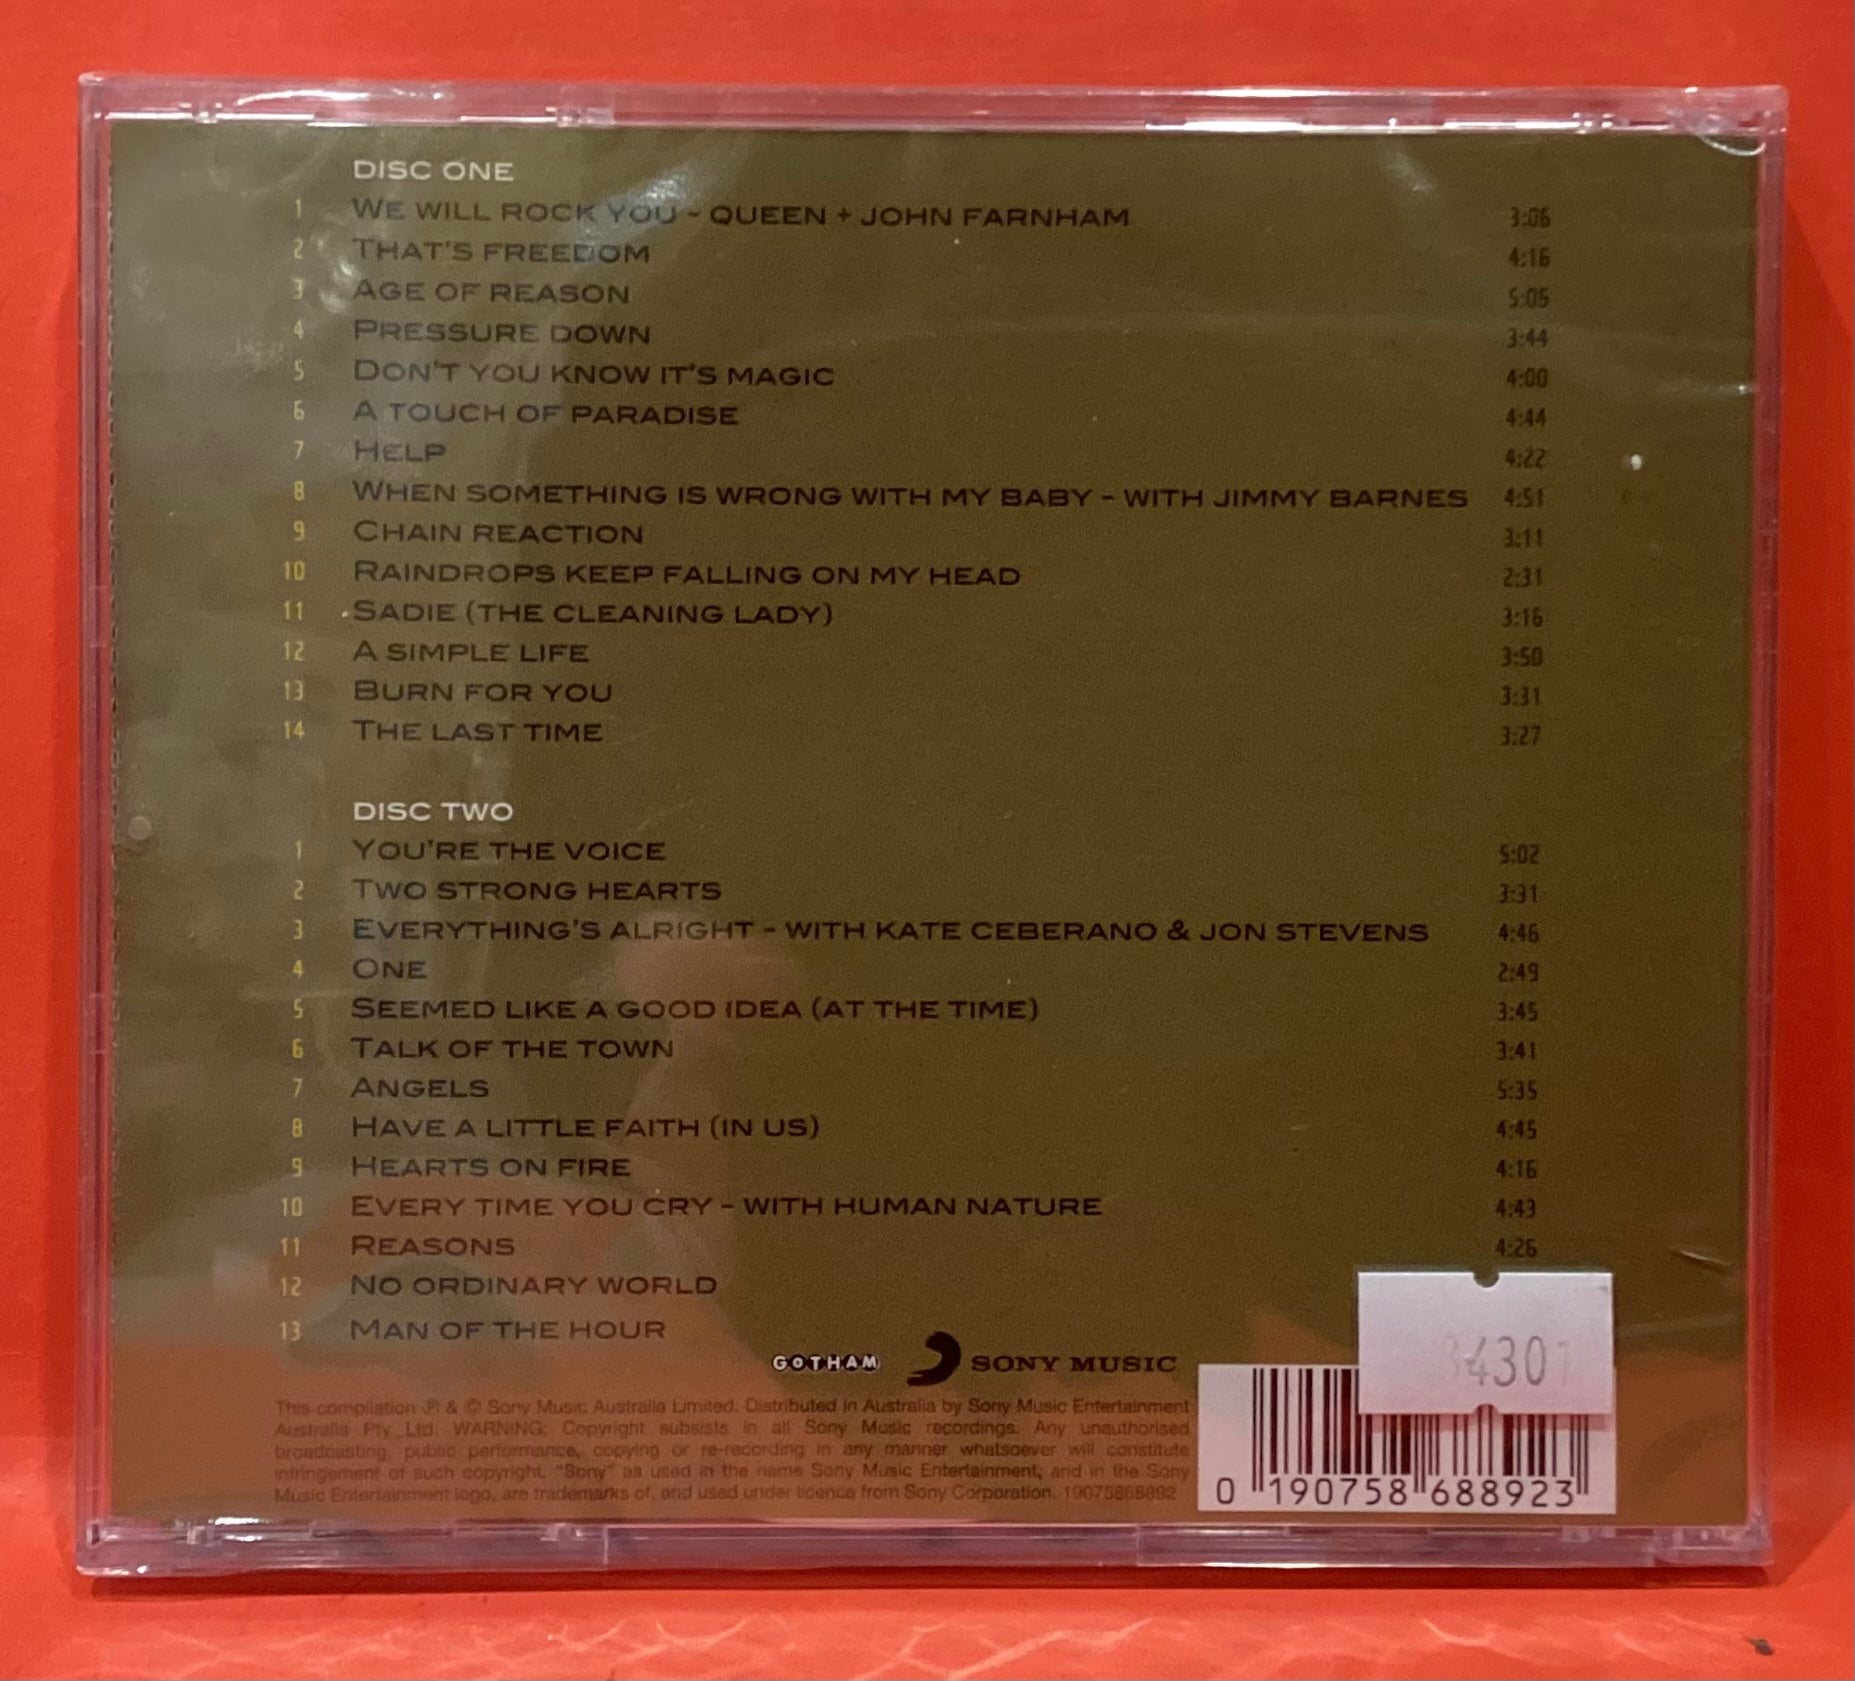 DISC ONE
1 WE WILL ROCK YOU - QUEEN + JOHN FARNHAM 3:06
2 THAT'S FREEDOM 4:16
3 AGE OF REASON 5:05
4 PRESSURE DOWN 3:44
5 DON'T YOU KNOW IT'S MAGIC 4:00
6 A TOUCH OF PARADISE 4:44
7 HELP 4:22
8 WHEN SOMETHING IS WRONG WITH MY BABY - WITH JIMMY BARNES 4:51
9 CHAIN REACTION 3:11
10 RAINDROPS KEEP FALLING ON MY HEAD 2:31
11 SADIE (THE CLEANING LADY) 3:16
12 A SIMPLE LIFE 3:50
13 BURN FOR YOU 3:31
14 THE LAST TIME 3:27
DISC TWO
1 YOU'RE THE VOICE 5:02
2 TWO STRONG HEARTS 3:31
3 EVERYTHING'S ALRIGHT - WITH KATE CEBERANO & JON STEVENS 4:46
4 ONE 2:49
5 SEEMED LIKE A GOOD IDEA (AT THE TIME) 3:45
6 TALK OF THE TOWN 3:41
7 ANGELS 5:35
8 HAVE A LITTLE FAITH (IN US) 4:45
9 HEARTS ON FIRE 4:16
10 EVERY TIME YOU CRY - WITH HUMAN NATURE 4:43
11 REASONS 4:26
12 NO ORDINARY WORLD
13 MAN OF THE HOUR
GOTHAM SONY MUSIC
This compilation ℗ & © Sony Music Australia Limited. Distributed in Australia by Sony Music Entertainment
Australia Pty Ltd. WARNING: Copyright subsists in all Sony Music recordings. Any unauthorised
broadcasting, public performance, copying or re-recording in any manner whatsoever will constitute
infringement of such copyright. "Sony" as used in the name Sony Music Entertainment, and in the Sony
Music Entertainment logo, are trademarks of, and used under licence from Sony Corporation. 19075868892
0 190758 688923